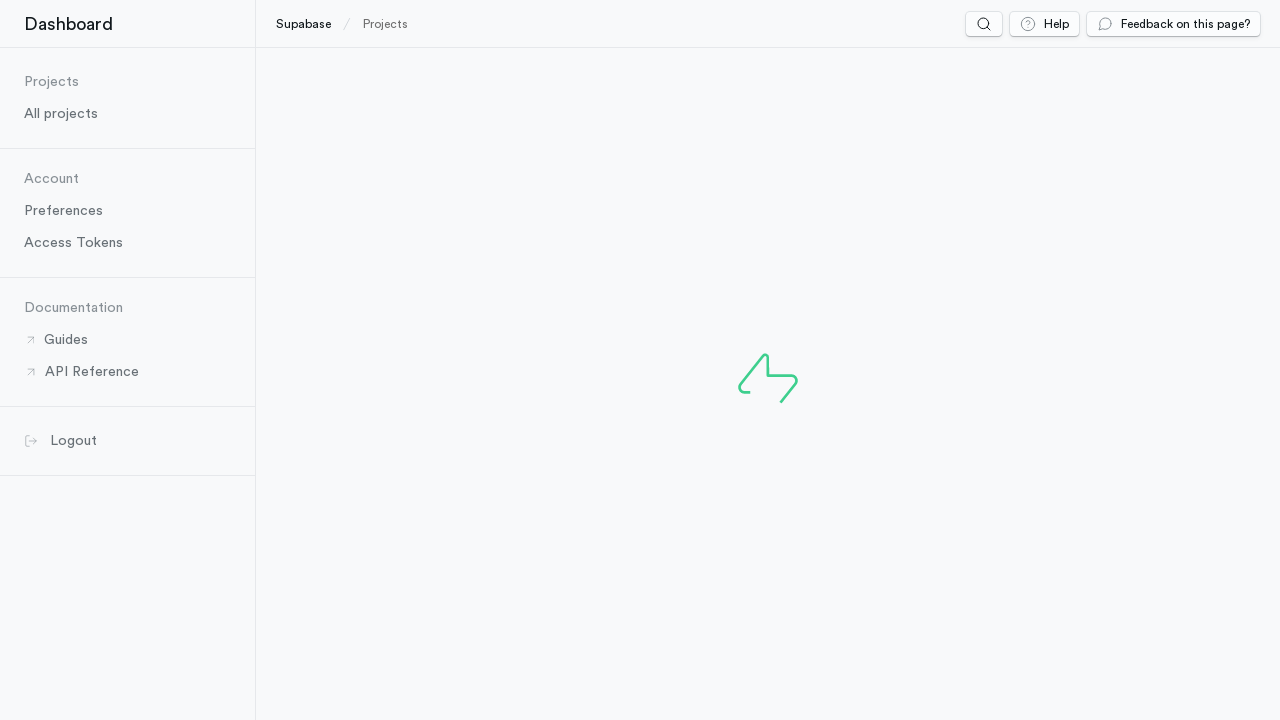 Dashboard
Supabase
Projects
Help
Feedback on this page?
Projects
All projects
Account
Preferences
Access Tokens
Documentation
Guides
API Reference
Logout